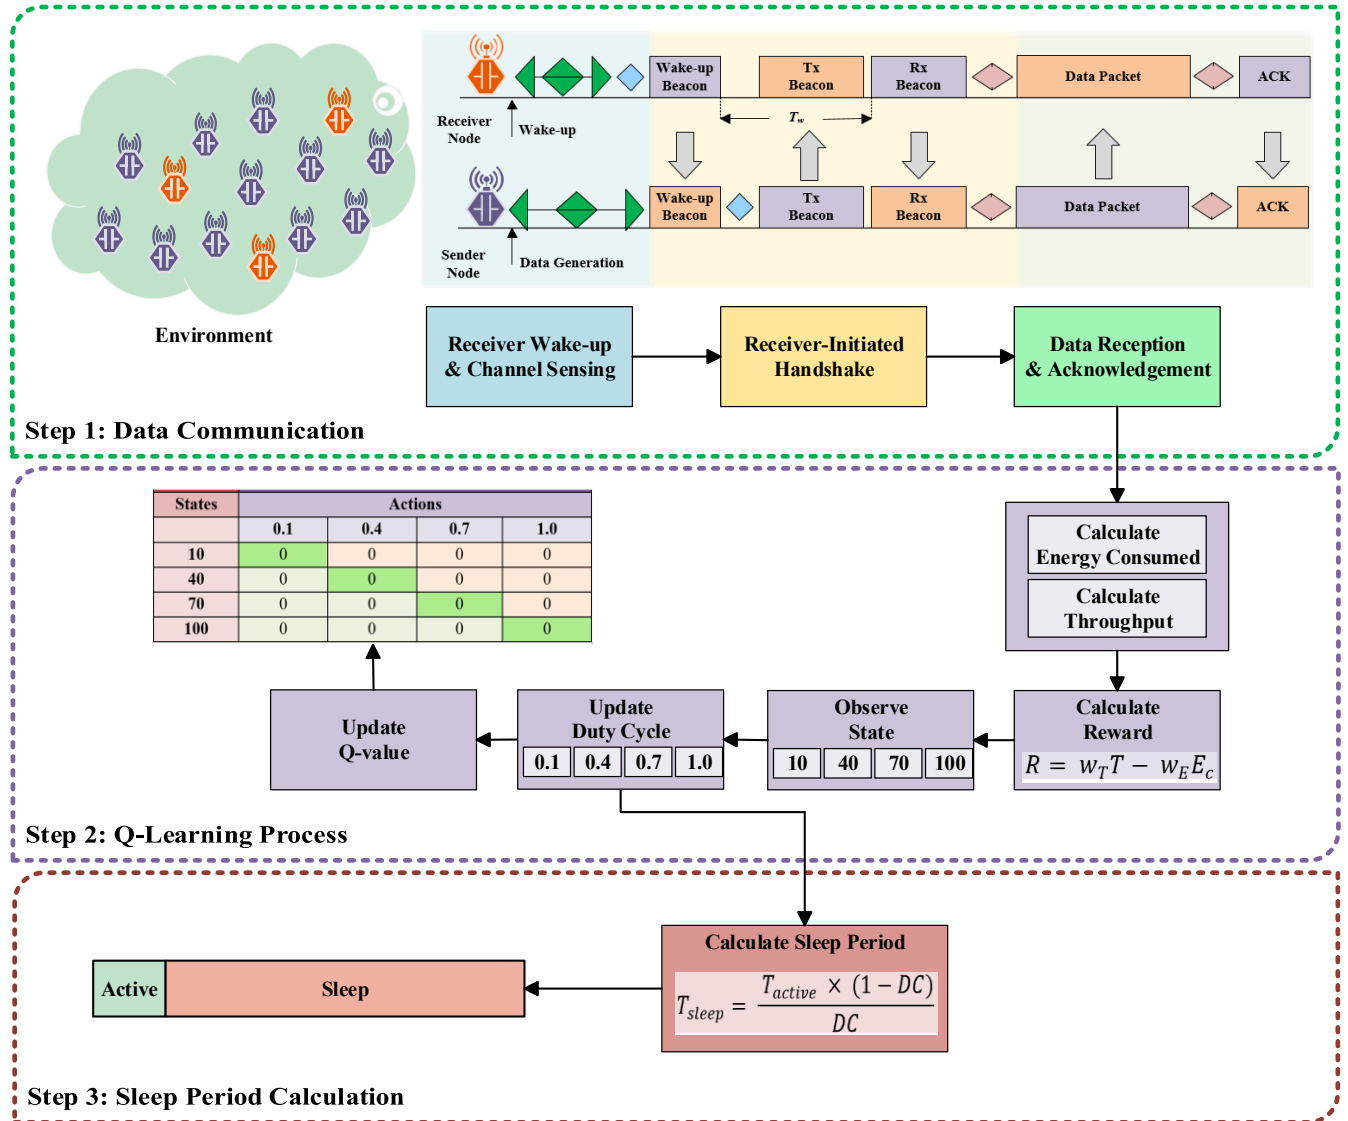 Wake-up
Beacon
Tx
Beacon
Rx
Beacon
Data Packet
ACK
Receiver
Node
Wake-up
T_w
Wake-up
Beacon
Tx
Beacon
Rx
Beacon
Data Packet
ACK
Sender
Node
Data Generation
Environment
Receiver Wake-up
& Channel Sensing
Receiver-Initiated
Handshake
Data Reception
& Acknowledgement
Step 1: Data Communication
States Actions
0.1 0.4 0.7 1.0
10 0 0 0 0
40 0 0 0 0
70 0 0 0 0
100 0 0 0 0
Calculate
Energy Consumed
Calculate
Throughput
Update
Q-value
Update
Duty Cycle
0.1 0.4 0.7 1.0
Observe
State
10 40 70 100
Calculate
Reward
R = w_T T − w_E E_c
Step 2: Q-Learning Process
Calculate Sleep Period
T_sleep = T_active × (1 − DC) / DC
Active Sleep
Step 3: Sleep Period Calculation